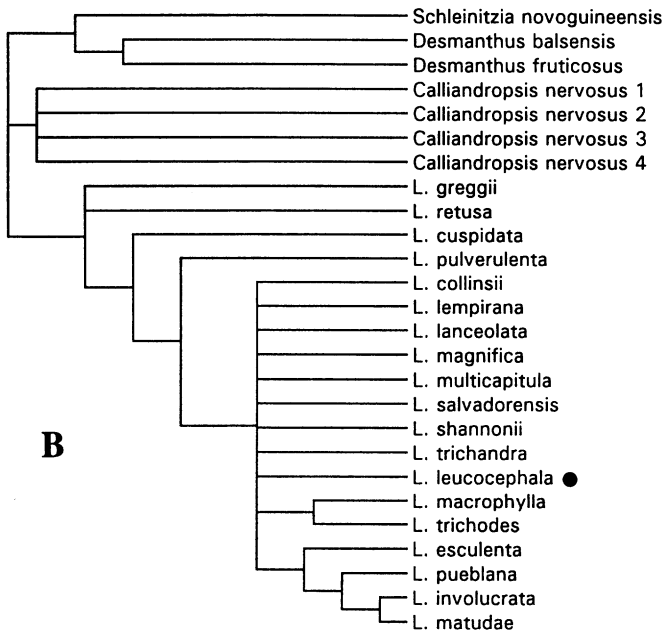 Schleinitzia novoguineensis
Desmanthus balsensis
Desmanthus fruticosus
Calliandropsis nervosus 1
Calliandropsis nervosus 2
Calliandropsis nervosus 3
Calliandropsis nervosus 4
L. greggii
L. retusa
L. cuspidata
L. pulverulenta
L. collinsii
L. lempirana
L. lanceolata
L. magnifica
L. multicapitula
L. salvadorensis
L. shannonii
B
L. trichandra
L. leucocephala ●
L. macrophylla
L. trichodes
L. esculenta
L. pueblana
L. involucrata
L. matudae